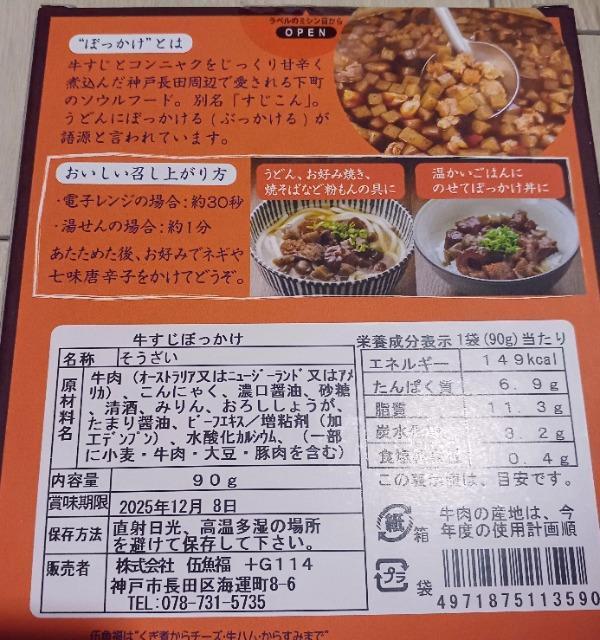 ラベルのミシン目から
OPEN
“ぼっかけ”とは
牛すじとコンニャクをじっくり甘辛く
煮込んだ神戸長田周辺で愛される下町
のソウルフード。別名「すじこん」。
うどんにぼっかける(ぶっかける)が
語源と言われています。
おいしい召し上がり方
・電子レンジの場合:約30秒
・湯せんの場合:約1分
あたためた後、お好みでネギや
七味唐辛子をかけてどうぞ。
うどん、お好み焼き、
焼そばなど粉もんの具に
温かいごはんに
のせてぼっかけ丼に
牛すじぼっかけ
名称 そうざい
原材料名
牛肉(オーストラリア又はニュージーランド又はアメ
リカ)、こんにゃく、濃口醤油、砂糖
、清酒、みりん、おろししょうが、
たまり醤油、ビーフエキス/増粘剤(加
工デンプン)、水酸化カルシウム、(一部
に小麦・牛肉・大豆・豚肉を含む)
内容量 90g
賞味期限 2025年12月 8日
保存方法 直射日光、高温多湿の場所
を避けて保存して下さい。
販売者 株式会社 伍魚福 +G114
神戸市長田区海運町8-6
TEL:078-731-5735
栄養成分表示 1袋(90g)当たり
エネルギー 149kcal
たんぱく質 6.9g
脂質 11.3g
炭水化物 3.2g
食塩相当量 0.4g
この表示値は、目安です。
紙 箱
プラ 袋
牛肉の産地は、今
年度の使用計画順
4971875113590
伍魚福は“くぎ煮からチーズ・生ハム・からすみまで”